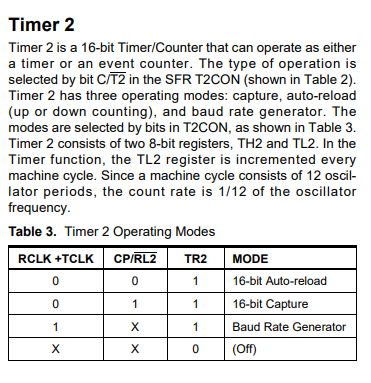 Timer 2
Timer 2 is a 16-bit Timer/Counter that can operate as either
a timer or an event counter. The type of operation is
selected by bit C/T2 in the SFR T2CON (shown in Table 2).
Timer 2 has three operating modes: capture, auto-reload
(up or down counting), and baud rate generator. The
modes are selected by bits in T2CON, as shown in Table 3.
Timer 2 consists of two 8-bit registers, TH2 and TL2. In the
Timer function, the TL2 register is incremented every
machine cycle. Since a machine cycle consists of 12 oscil-
lator periods, the count rate is 1/12 of the oscillator
frequency.
Table 3. Timer 2 Operating Modes
RCLK +TCLK CP/RL2 TR2 MODE
0 0 1 16-bit Auto-reload
0 1 1 16-bit Capture
1 X 1 Baud Rate Generator
X X 0 (Off)